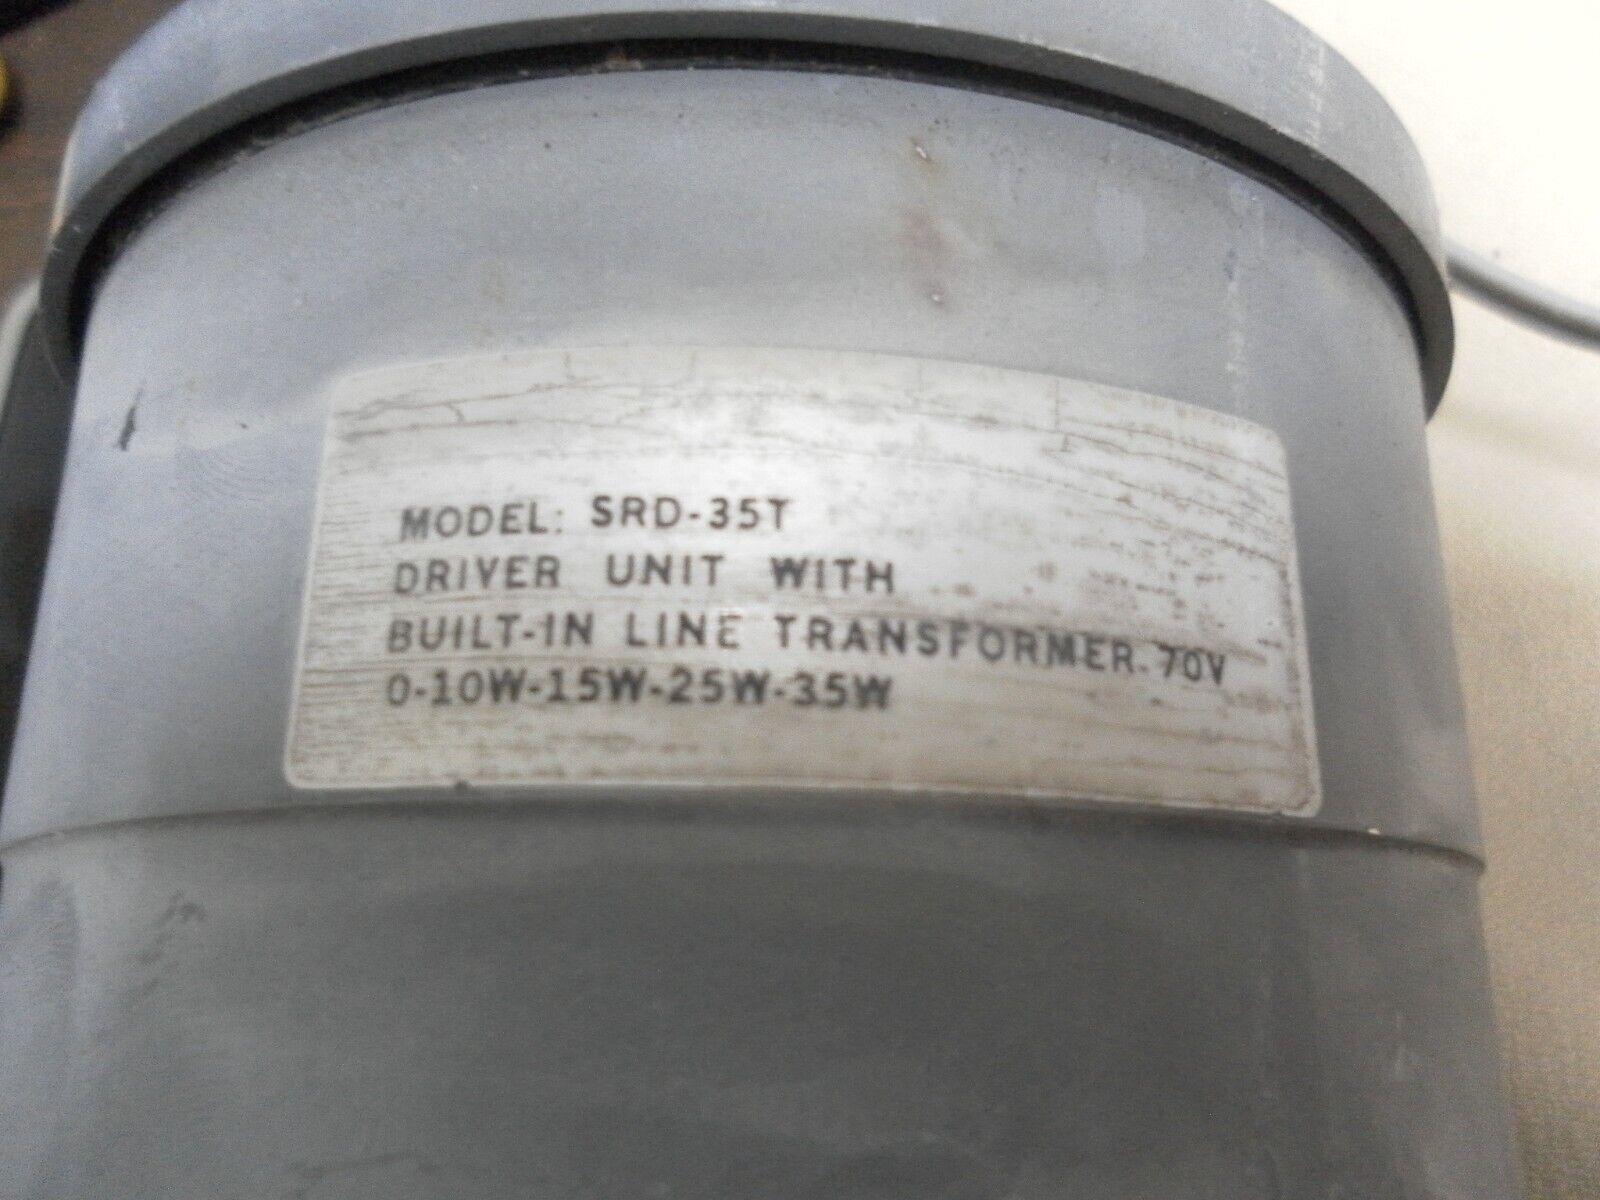 MODEL: SRD-35T
DRIVER UNIT WITH
BUILT-IN LINE TRANSFORMER. 70V
0-10W-15W-25W-35W